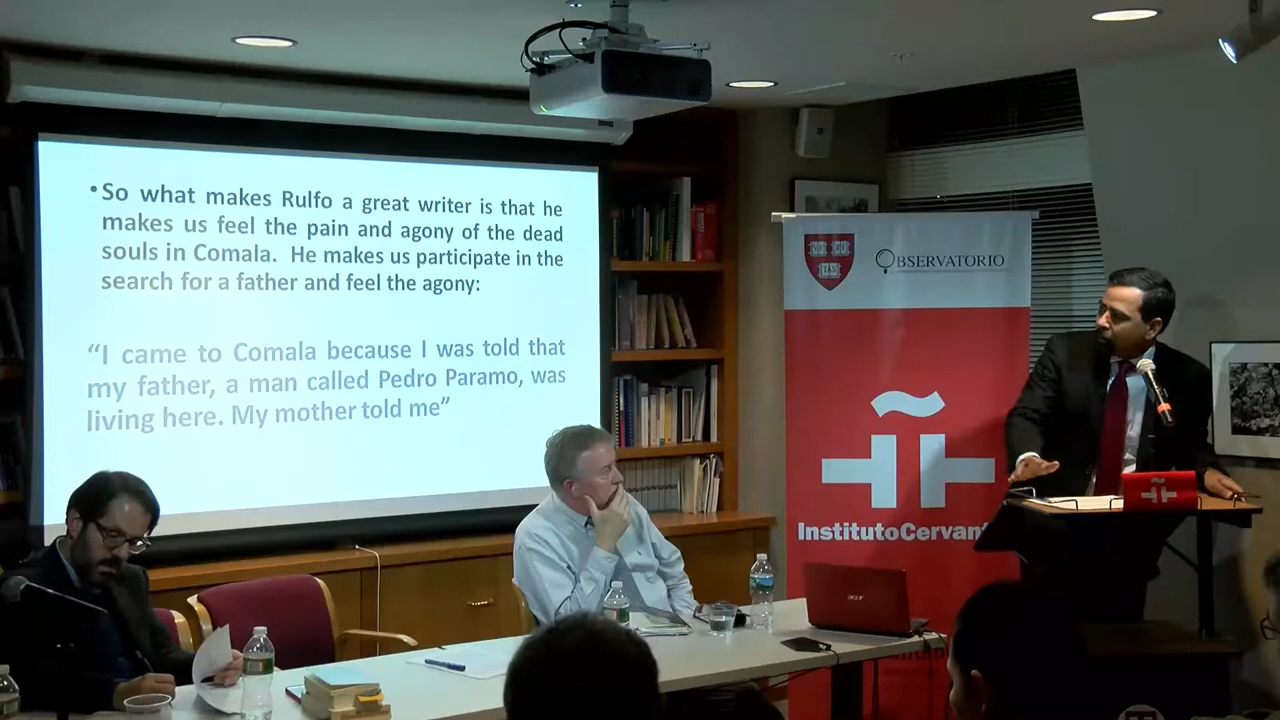 •So what makes Rulfo a great writer is that he
makes us feel the pain and agony of the dead
souls in Comala. He makes us participate in the
search for a father and feel the agony:
“I came to Comala because I was told that
my father, a man called Pedro Paramo, was
living here. My mother told me”
OBSERVATORIO
InstitutoCervant
acer